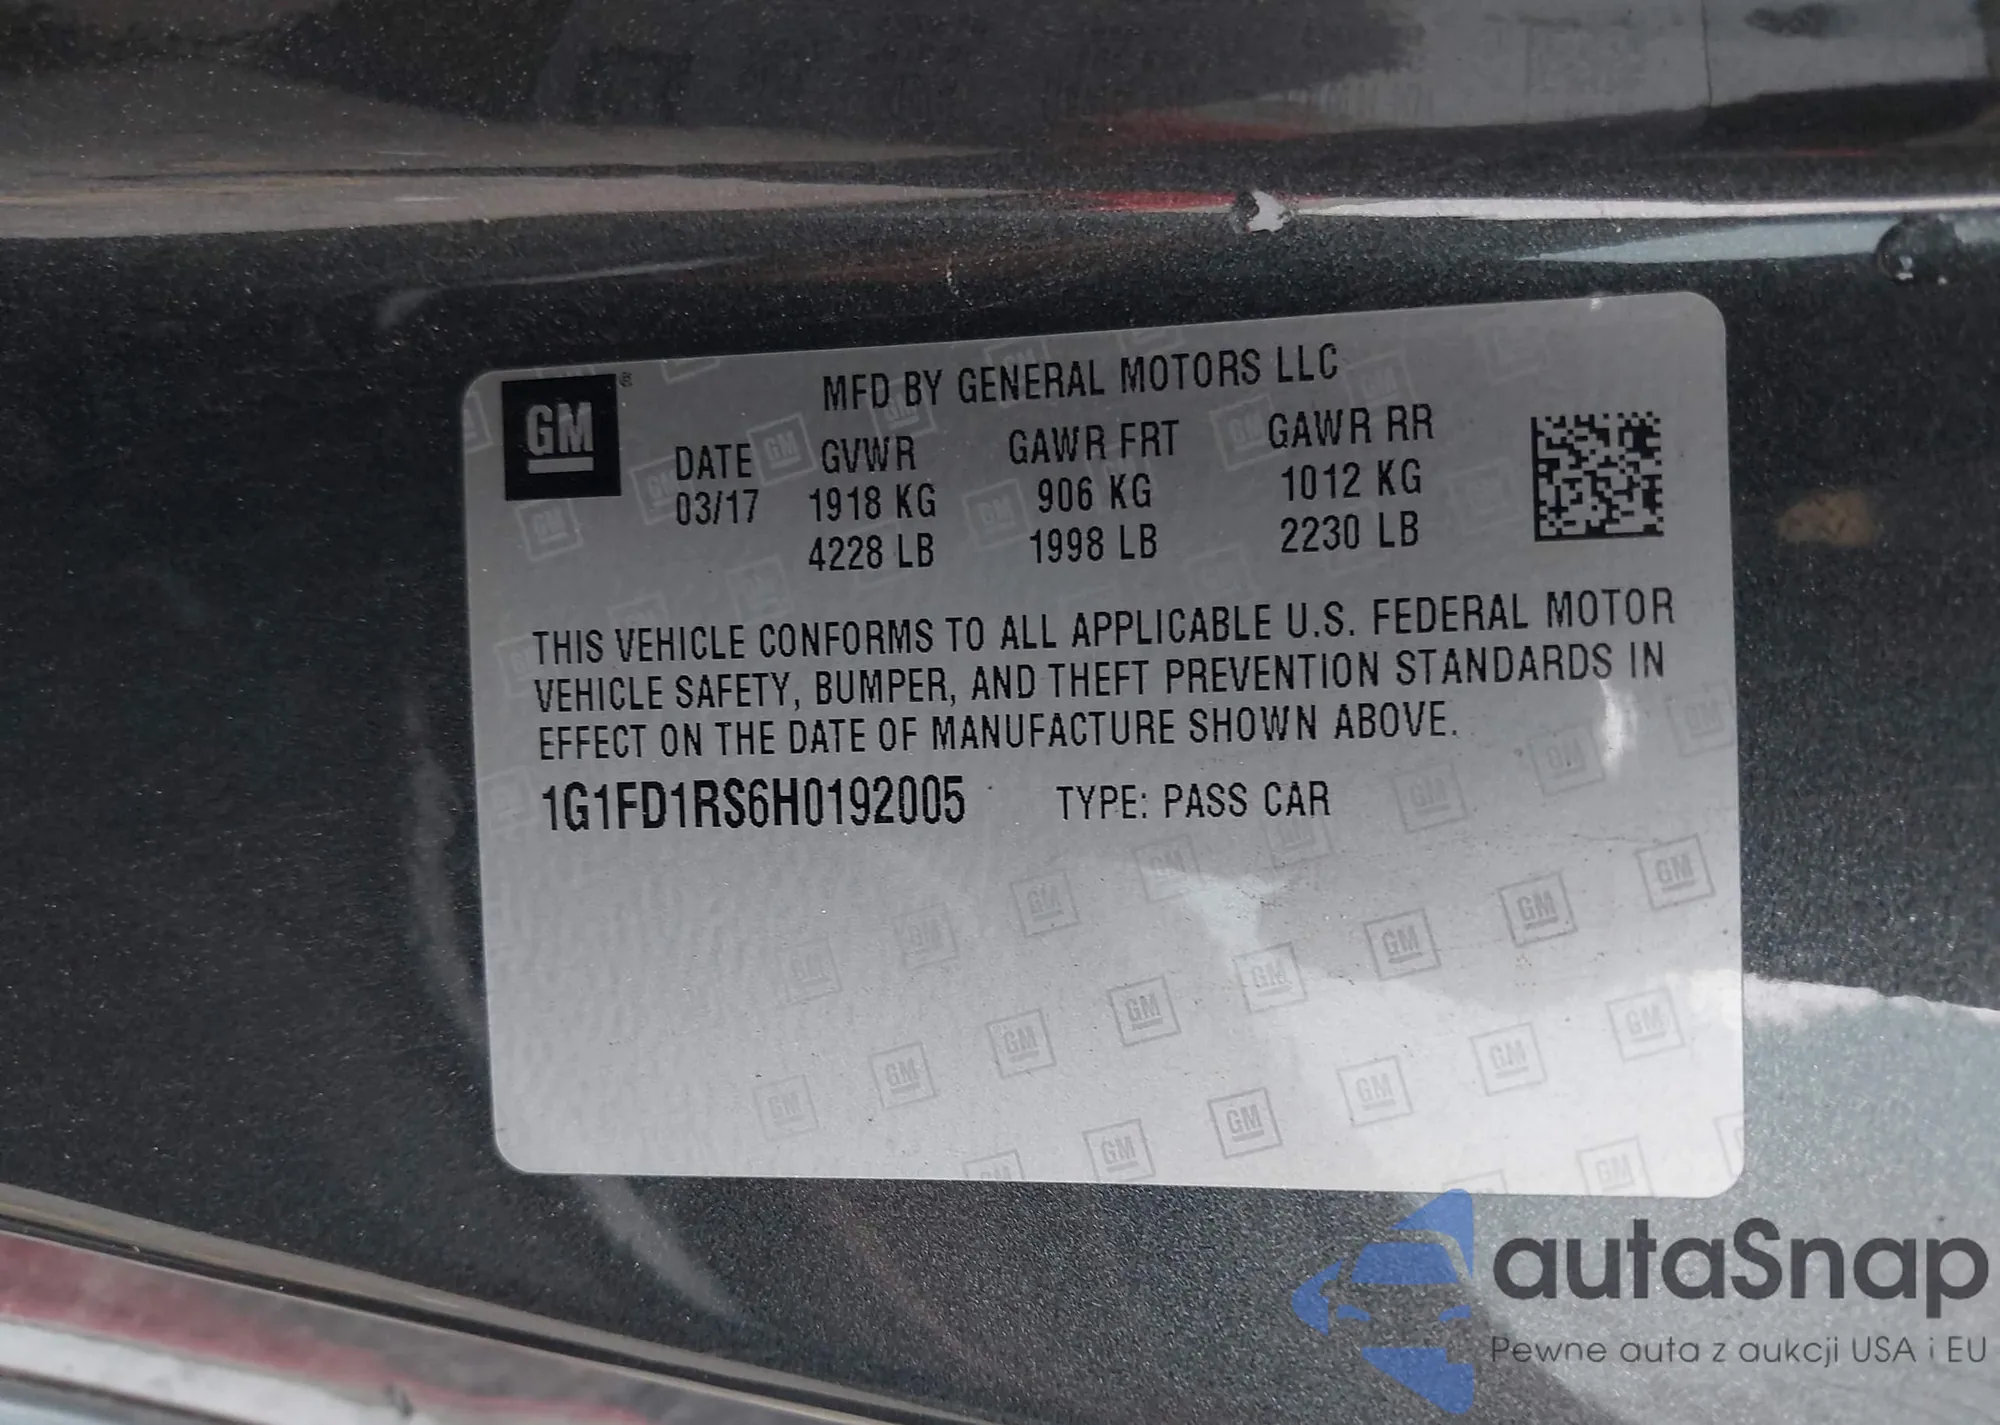 GM
MFD BY GENERAL MOTORS LLC
DATE GVWR GAWR FRT GAWR RR
03/17 1918 KG 906 KG 1012 KG
4228 LB 1998 LB 2230 LB
THIS VEHICLE CONFORMS TO ALL APPLICABLE U.S. FEDERAL MOTOR
VEHICLE SAFETY, BUMPER, AND THEFT PREVENTION STANDARDS IN
EFFECT ON THE DATE OF MANUFACTURE SHOWN ABOVE.
1G1FD1RS6H0192005 TYPE: PASS CAR
autaSnap
Pewne auta z aukcji USA i EU